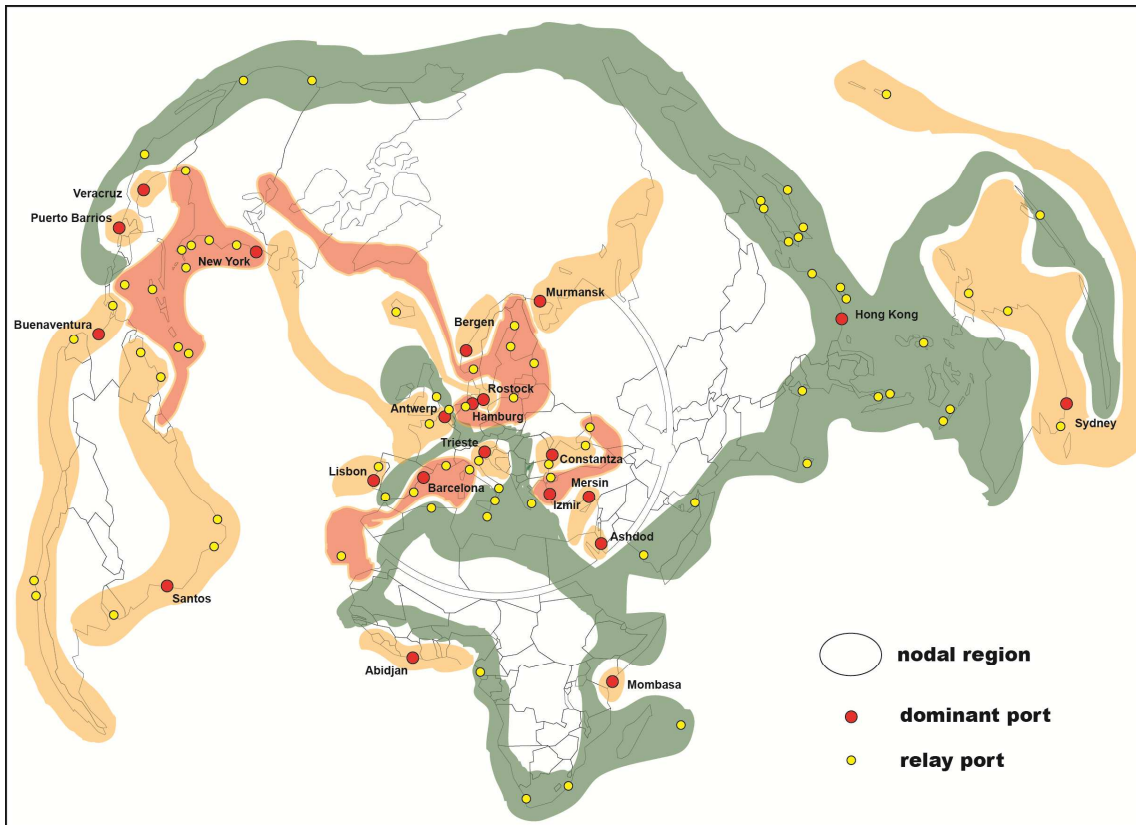 Veracruz
Puerto Barrios
New York
Murmansk
Bergen
Buenaventura
Hong Kong
Rostock
Antwerp
Hamburg
Sydney
Trieste
Constantza
Lisbon
Mersin
Barcelona
Izmir
Ashdod
Santos
nodal region
Abidjan
Mombasa
dominant port
relay port